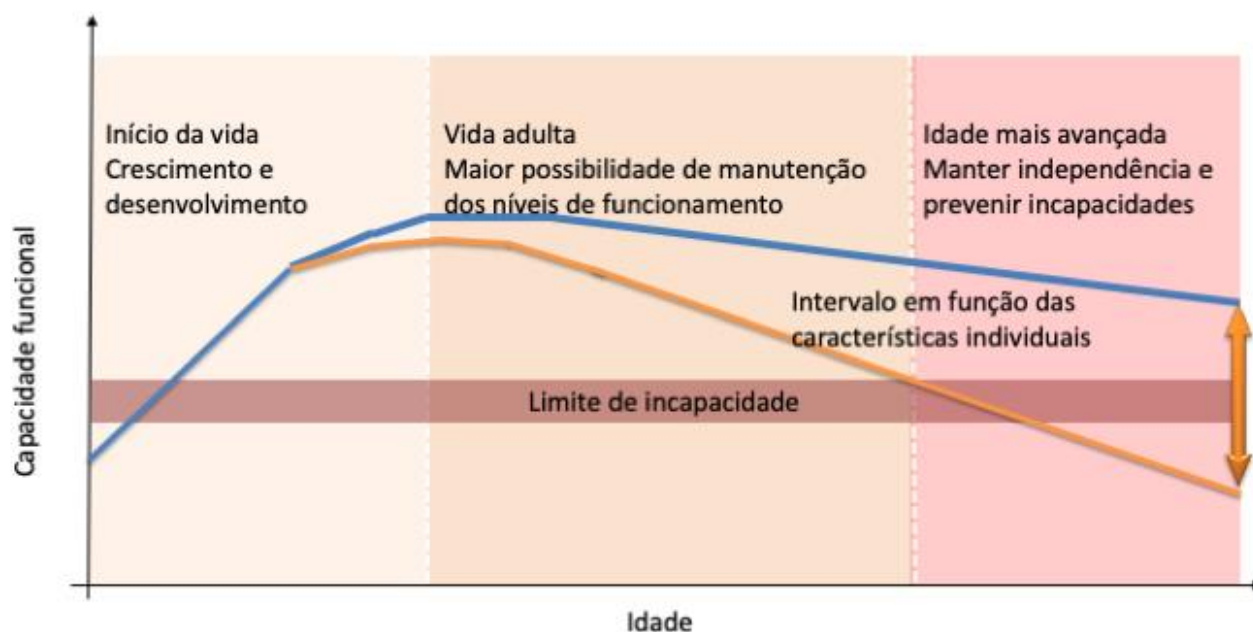 Início da vida
Crescimento e
desenvolvimento
Vida adulta
Maior possibilidade de manutenção
dos níveis de funcionamento
Idade mais avançada
Manter independência e
prevenir incapacidades
Intervalo em função das
características individuais
Limite de incapacidade
Capacidade funcional
Idade